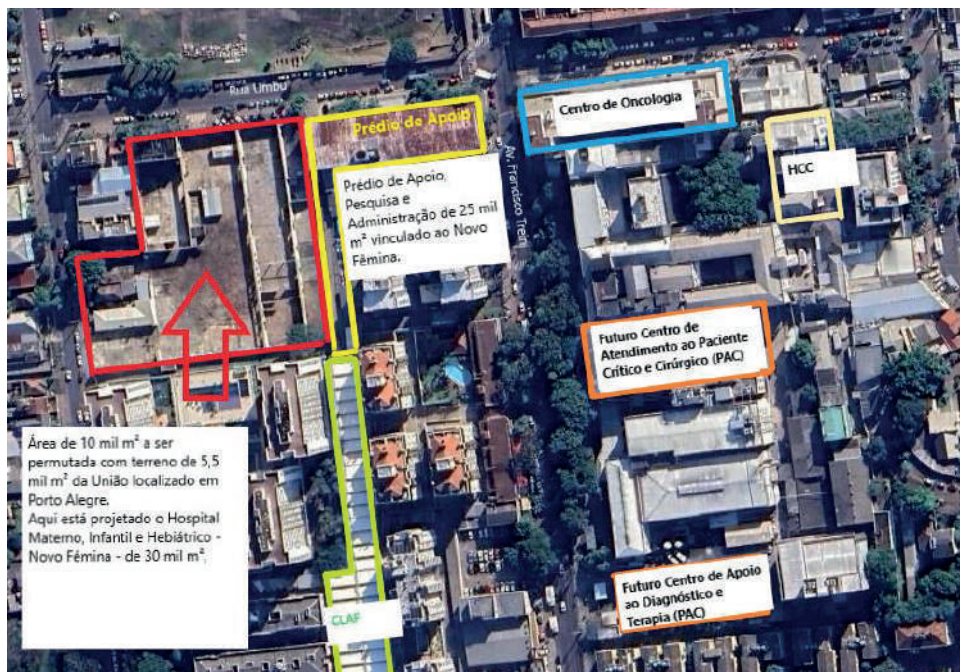 Rua Umbu
Prédio de Apoio
Centro de Oncologia
HCC
Av. Francisco Trein
Prédio de Apoio,
Pesquisa e
Administração de 25 mil
m² vinculado ao Novo
Fêmina.
Futuro Centro de
Atendimento ao Paciente
Crítico e Cirúrgico (PAC)
Área de 10 mil m² a ser
permutada com terreno de 5,5
mil m² da União localizado em
Porto Alegre.
Aqui está projetado o Hospital
Materno, Infantil e Hebiátrico -
Novo Fêmina - de 30 mil m²,
Futuro Centro de Apoio
ao Diagnóstico e
Terapia (PAC)
CLAF